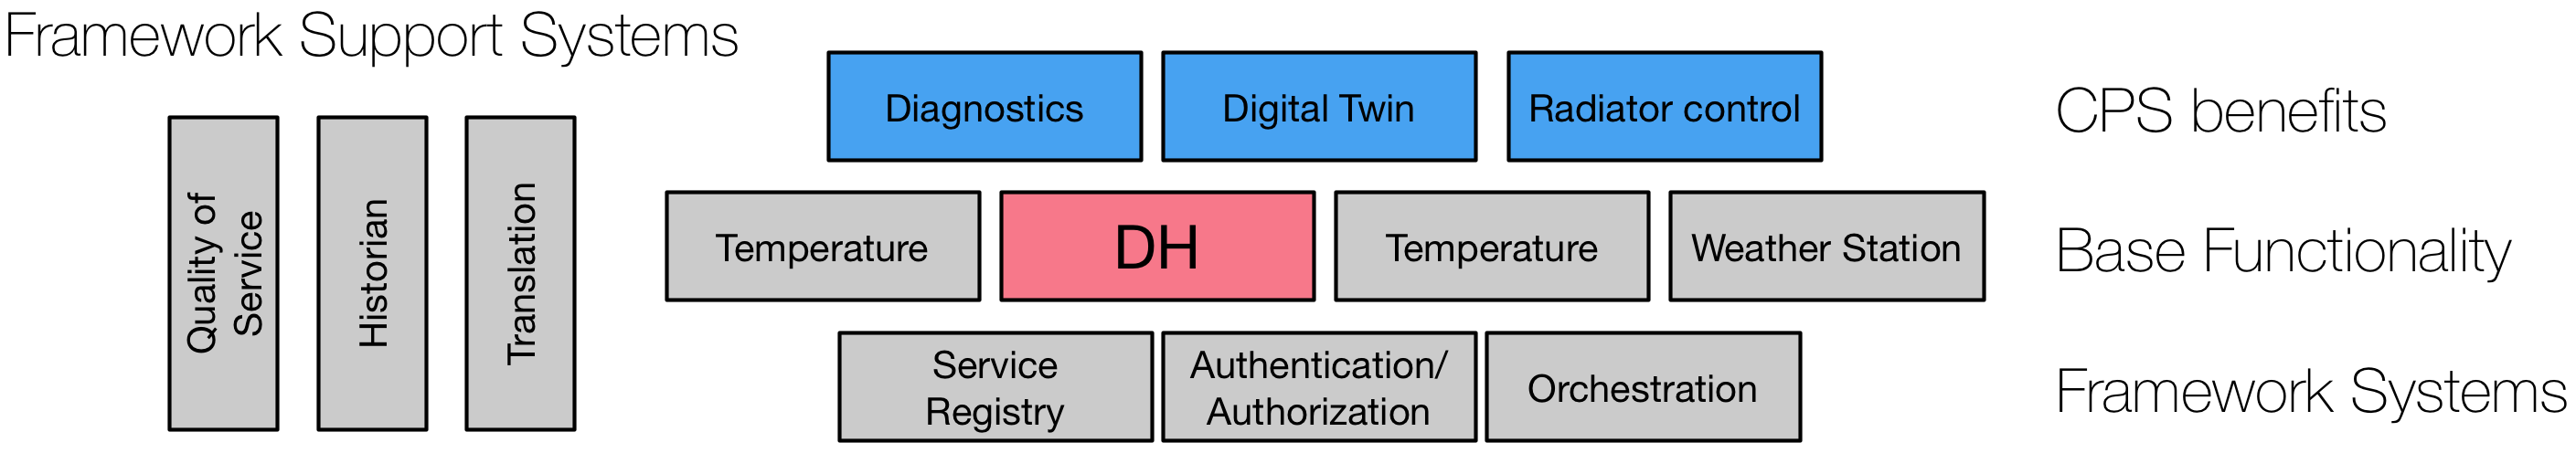 Framework Support Systems
Quality of
Service
Historian
Translation
Diagnostics
Digital Twin
Radiator control
CPS benefits
Temperature
DH
Temperature
Weather Station
Base Functionality
Service
Registry
Authentication/
Authorization
Orchestration
Framework Systems